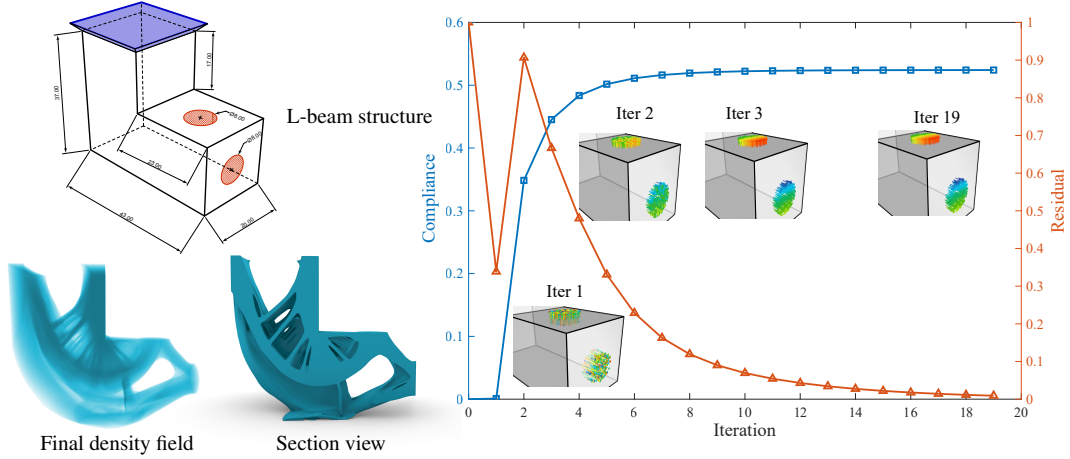 37.00
17.00
Ø8.00
Ø8.00
23.00
42.00
L-beam structure
Final density field
Section view
0.6
0.5
0.4
0.3
0.2
0.1
0
Compliance
0 2 4 6 8 10 12 14 16 18 20
Iteration
1
0.9
0.8
0.7
0.6
0.5
0.4
0.3
0.2
0.1
0
Residual
Iter 2
Iter 3
Iter 19
Iter 1